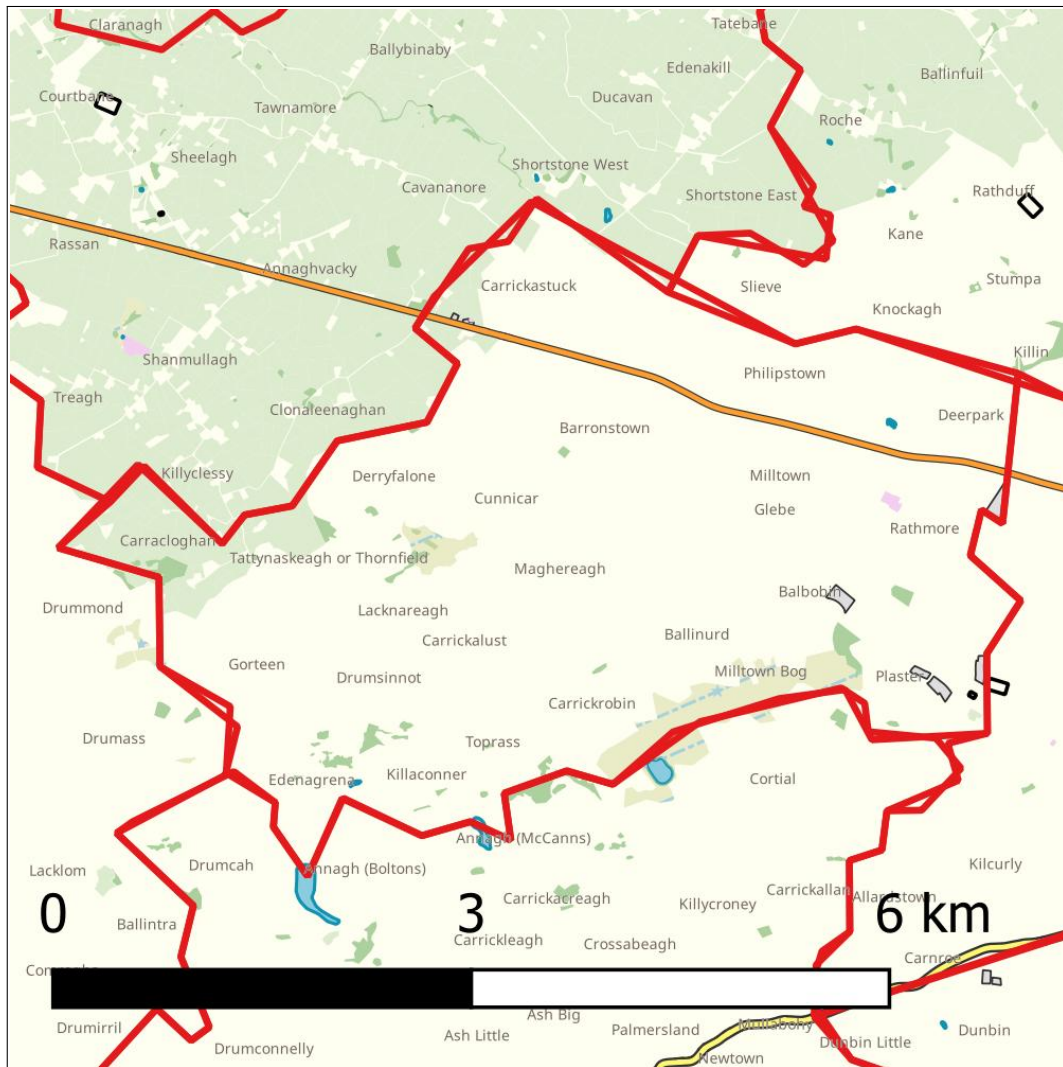 Claranagh
Tatebane
Ballybinaby
Edenakill
Ballinfuil
Courtbane
Ducavan
Tawnamore
Roche
Sheelagh
Shortstone West
Cavananore
Shortstone East
Rathduff
Kane
Rassan
Annaghvacky
Stumpa
Carrickastuck
Slieve
Knockagh
Killin
Shanmullagh
Philipstown
Treagh
Clonaleenaghan
Deerpark
Barronstown
Killyclessy
Derryfalone
Milltown
Cunnicar
Glebe
Rathmore
Carracloghan
Tattynaskeagh or Thornfield
Maghereagh
Balbobin
Drummond
Lacknareagh
Carrickalust
Ballinurd
Gorteen
Milltown Bog
Drumsinnot
Plaster
Carrickrobin
Drumass
Toprass
Edenagrena
Killaconner
Cortial
Annagh (McCanns)
Drumcah
Annagh (Boltons)
Kilcurly
Lacklom
Carrickallan
Allardstown
Carrickacreagh
Killycroney
0
3
6 km
Ballintra
Carrickleagh
Crossabeagh
Carnroe
Ash Big
Drumirril
Ash Little
Palmersland
Mullabohy
Dunbin
Drumconnelly
Dunbin Little
Newtown